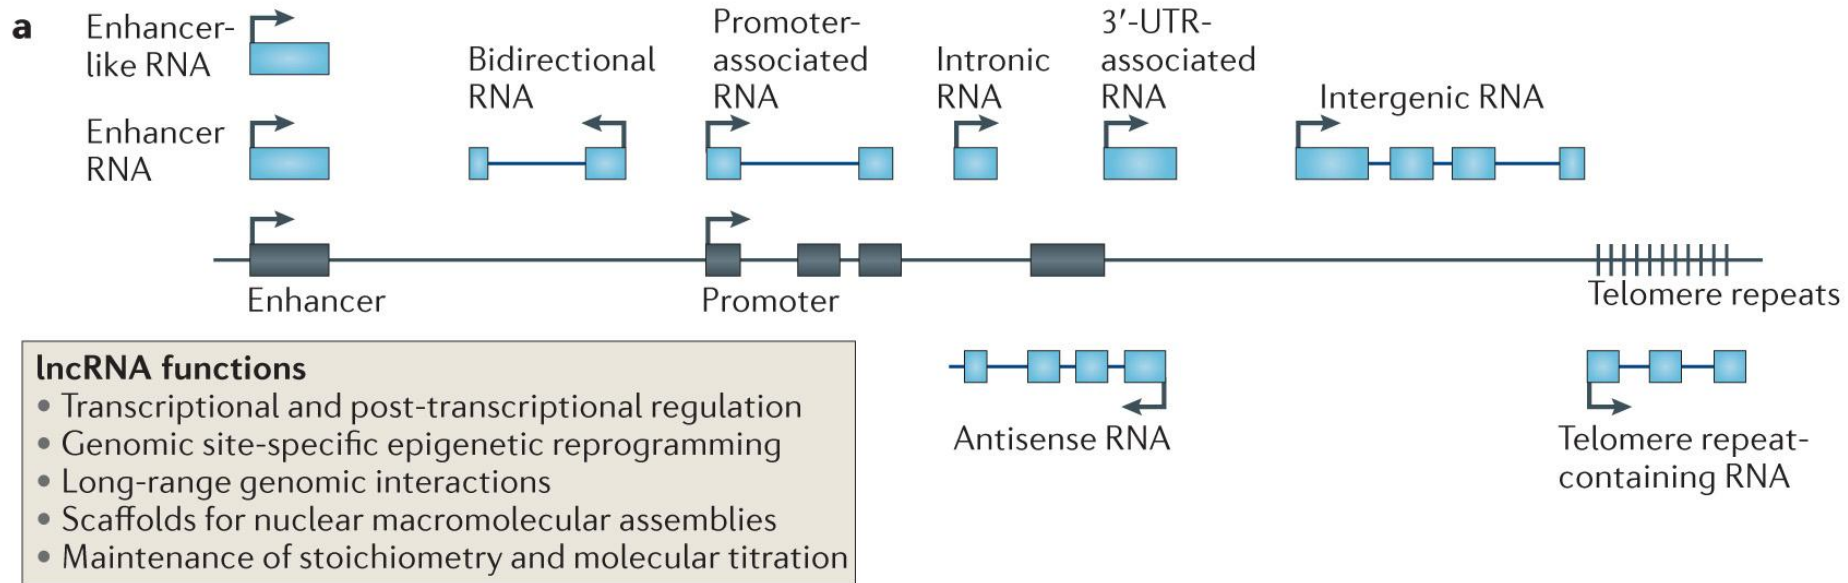 a
Enhancer-
like RNA
Enhancer
RNA
Bidirectional
RNA
Promoter-
associated
RNA
Intronic
RNA
3′-UTR-
associated
RNA
Intergenic RNA
Enhancer
Promoter
Telomere repeats
Antisense RNA
Telomere repeat-
containing RNA
lncRNA functions
• Transcriptional and post-transcriptional regulation
• Genomic site-specific epigenetic reprogramming
• Long-range genomic interactions
• Scaffolds for nuclear macromolecular assemblies
• Maintenance of stoichiometry and molecular titration